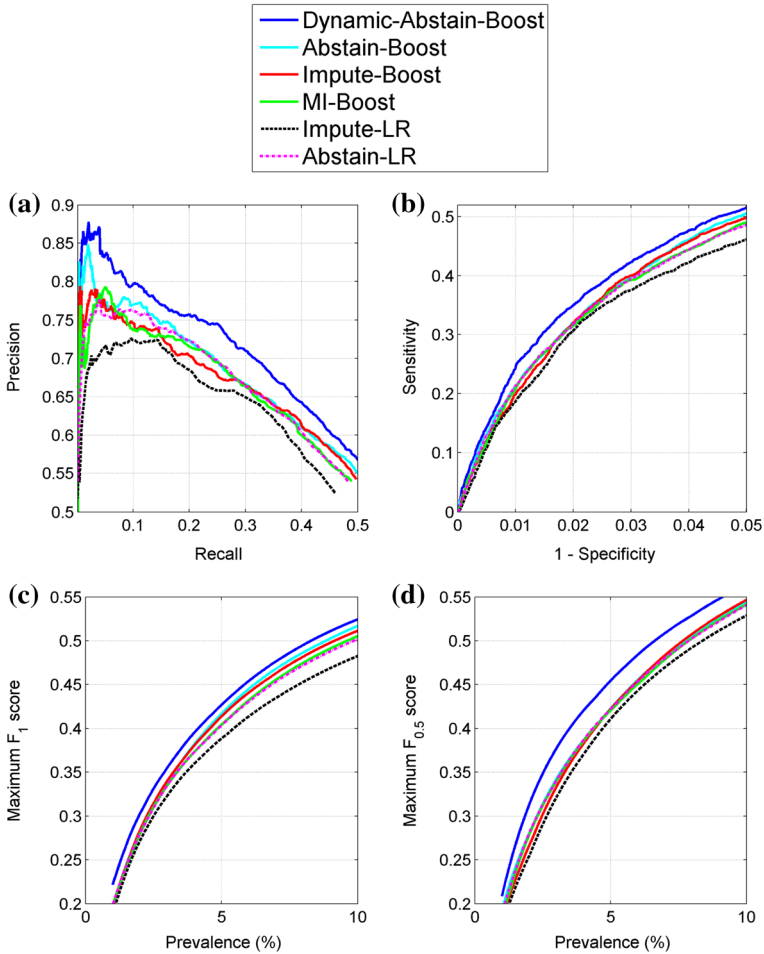 Dynamic-Abstain-Boost
Abstain-Boost
Impute-Boost
MI-Boost
Impute-LR
Abstain-LR
(a)
0.9
0.85
0.8
0.75
0.7
0.65
0.6
0.55
0.5
Precision
0.1 0.2 0.3 0.4 0.5
Recall
(b)
0.5
0.4
0.3
0.2
0.1
0
Sensitivity
0 0.01 0.02 0.03 0.04 0.05
1 - Specificity
(c)
0.55
0.5
0.45
0.4
0.35
0.3
0.25
0.2
Maximum F1 score
0 5 10
Prevalence (%)
(d)
0.55
0.5
0.45
0.4
0.35
0.3
0.25
0.2
Maximum F0.5 score
0 5 10
Prevalence (%)